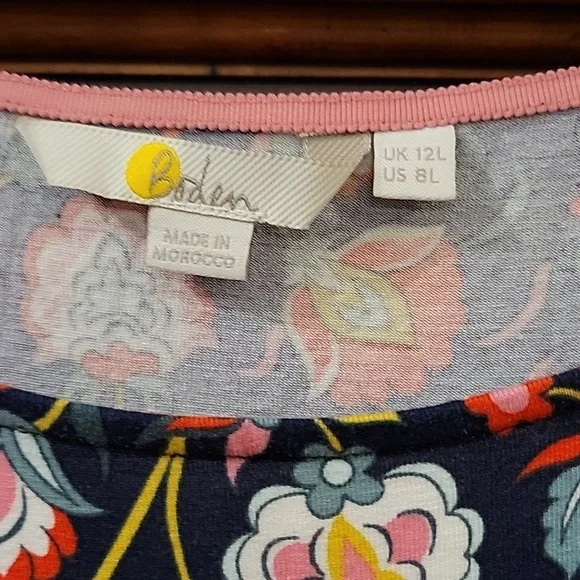 Boden
UK 12L
US 8L
MADE IN
MOROCCO